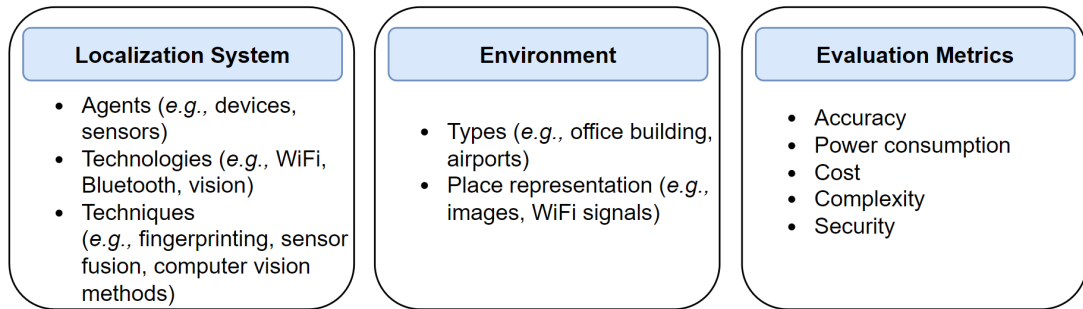 Localization System
• Agents (e.g., devices,
sensors)
• Technologies (e.g., WiFi,
Bluetooth, vision)
• Techniques
(e.g., fingerprinting, sensor
fusion, computer vision
methods)
Environment
• Types (e.g., office building,
airports)
• Place representation (e.g.,
images, WiFi signals)
Evaluation Metrics
• Accuracy
• Power consumption
• Cost
• Complexity
• Security